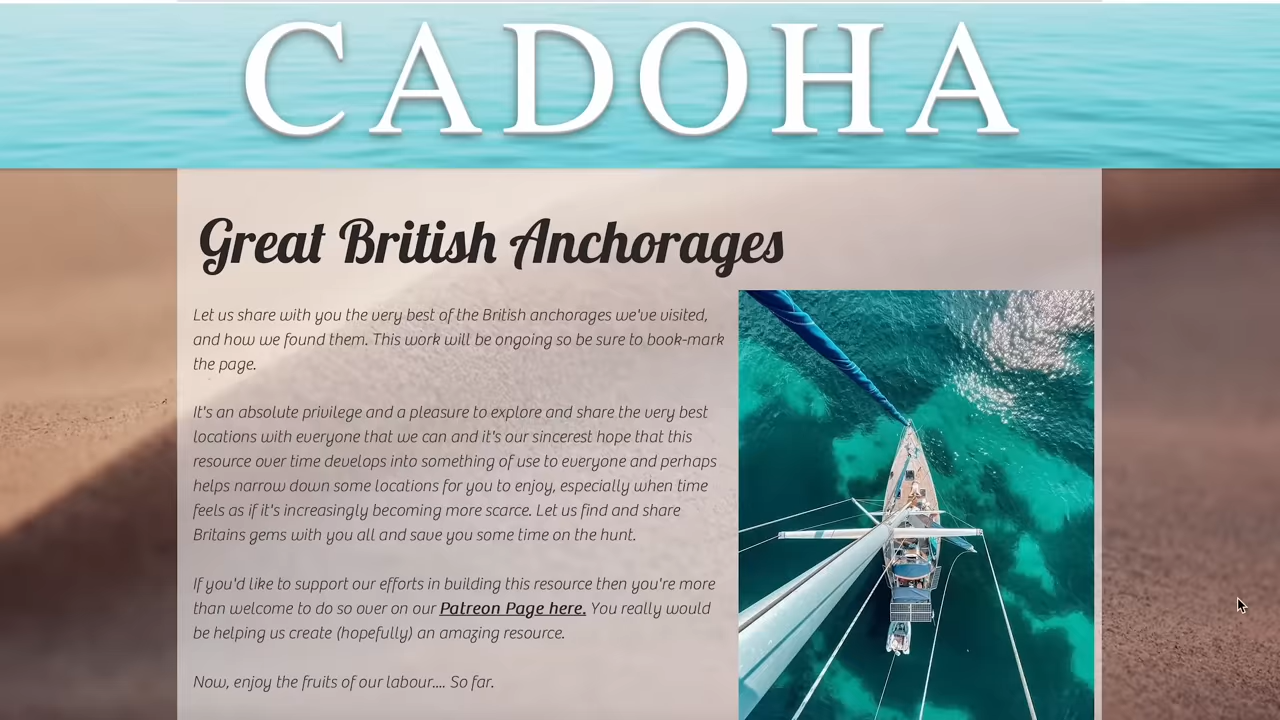 CADOHA
Great British Anchorages
Let us share with you the very best of the British anchorages we've visited,
and how we found them. This work will be ongoing so be sure to book-mark
the page.
It's an absolute privilege and a pleasure to explore and share the very best
locations with everyone that we can and it's our sincerest hope that this
resource over time develops into something of use to everyone and perhaps
helps narrow down some locations for you to enjoy, especially when time
feels as if it's increasingly becoming more scarce. Let us find and share
Britains gems with you all and save you some time on the hunt.
If you'd like to support our efforts in building this resource then you're more
than welcome to do so over on our Patreon Page here. You really would
be helping us create (hopefully) an amazing resource.
Now, enjoy the fruits of our labour.... So far.